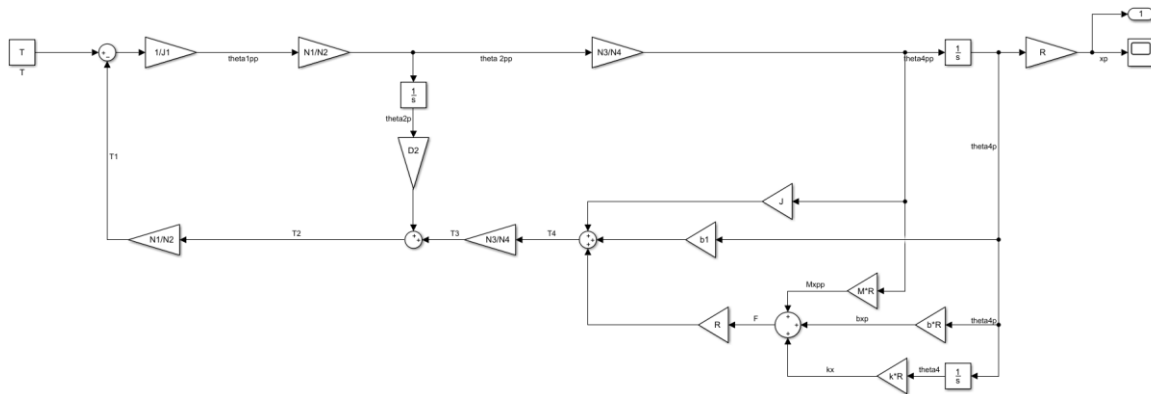 T
T
1/J1
theta1pp
N1/N2
theta 2pp
N3/N4
theta4pp
1
s
R
xp
1
1
s
theta2p
D2
T1
theta4p
J
N1/N2
T2
T3
N3/N4
T4
b1
Mxpp
M*R
R
F
bxp
b*R
theta4p
kx
k*R
theta4
1
s